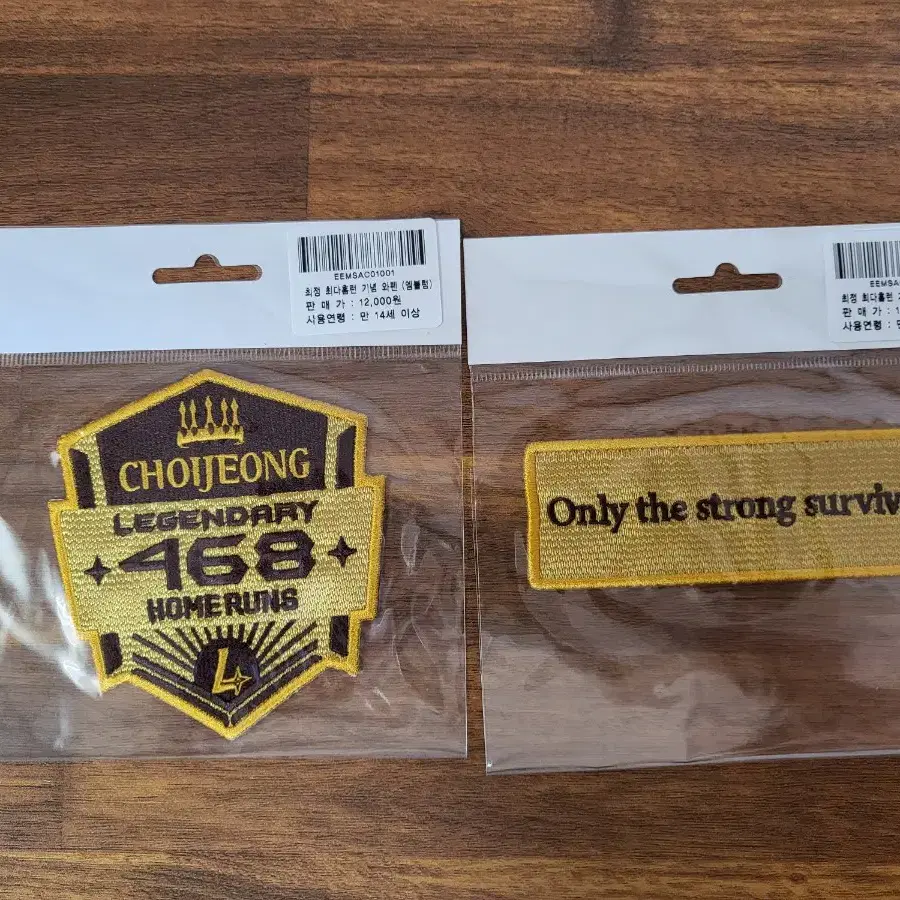 EEMSAC01001
최정 최다홈런 기념 와펜 (엠블럼)
판 매 가 : 12,000원
사용연령 : 만 14세 이상
CHOIJEONG
LEGENDARY
468
HOMERUNS
L
EEMSA
최정 최다홈런
판 매 가 : 1
사용연령 :
Only the strong surviv